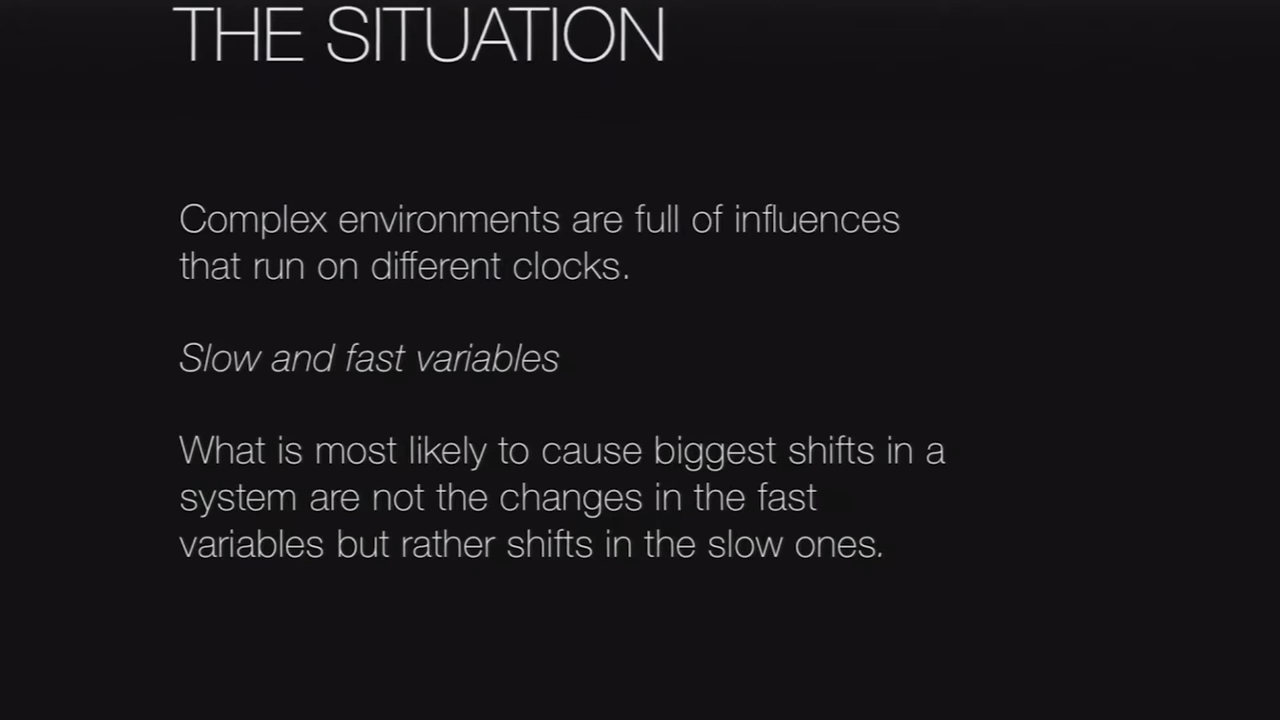 THE SITUATION
Complex environments are full of influences
that run on different clocks.
Slow and fast variables
What is most likely to cause biggest shifts in a
system are not the changes in the fast
variables but rather shifts in the slow ones.